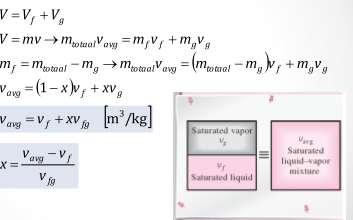 V = V_f + V_g
V = mv → m_totaal v_avg = m_f v_f + m_g v_g
m_f = m_totaal − m_g → m_totaal v_avg = (m_totaal − m_g)v_f + m_g v_g
v_avg = (1 − x)v_f + xv_g
v_avg = v_f + xv_fg [m³/kg]
x = (v_avg − v_f) / v_fg
Saturated vapor
v_g
v_f
Saturated liquid
≡
v_avg
Saturated
liquid–vapor
mixture